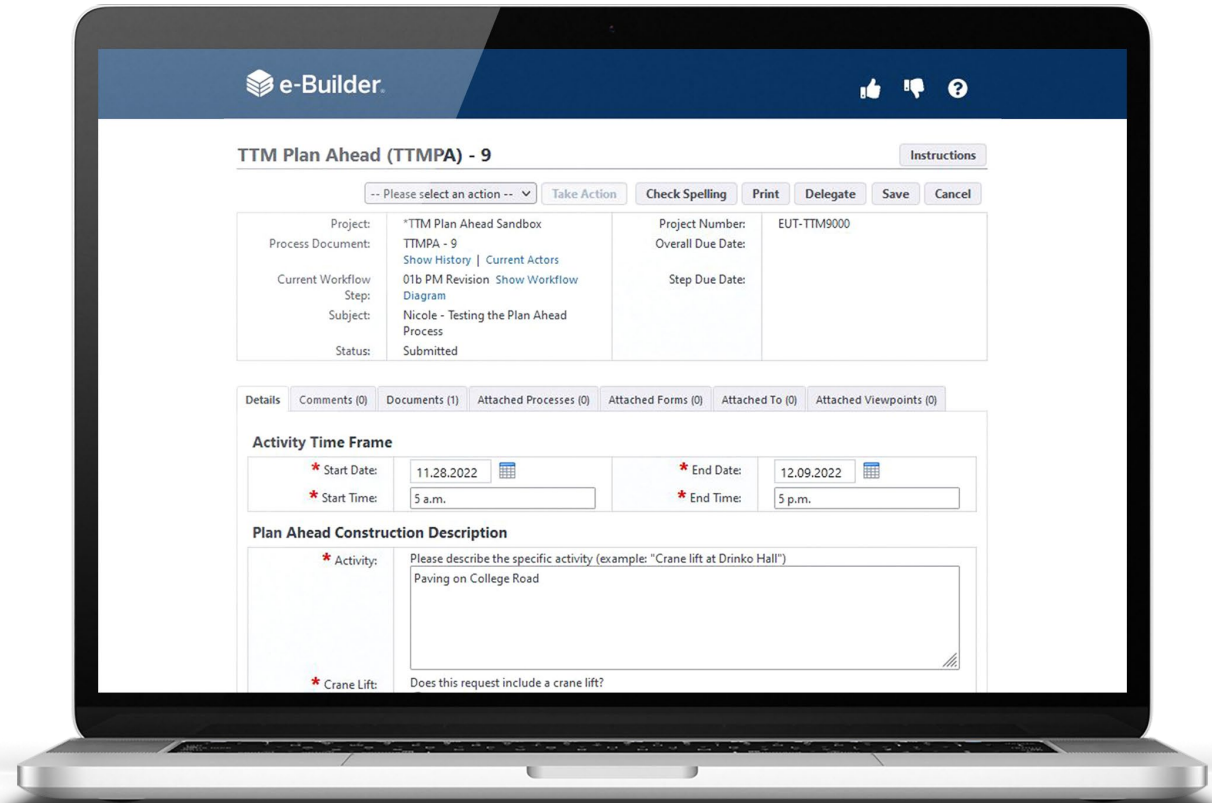 e-Builder.
TTM Plan Ahead (TTMPA) - 9
Instructions
-- Please select an action --
Take Action
Check Spelling
Print
Delegate
Save
Cancel
Project: *TTM Plan Ahead Sandbox
Project Number: EUT-TTM9000
Process Document: TTMPA - 9
Overall Due Date:
Show History | Current Actors
Current Workflow Step: 01b PM Revision Show Workflow
Diagram
Step Due Date:
Subject: Nicole - Testing the Plan Ahead
Process
Status: Submitted
Details
Comments (0)
Documents (1)
Attached Processes (0)
Attached Forms (0)
Attached To (0)
Attached Viewpoints (0)
Activity Time Frame
* Start Date: 11.28.2022
* End Date: 12.09.2022
* Start Time: 5 a.m.
* End Time: 5 p.m.
Plan Ahead Construction Description
* Activity: Please describe the specific activity (example: "Crane lift at Drinko Hall")
Paving on College Road
* Crane Lift: Does this request include a crane lift?